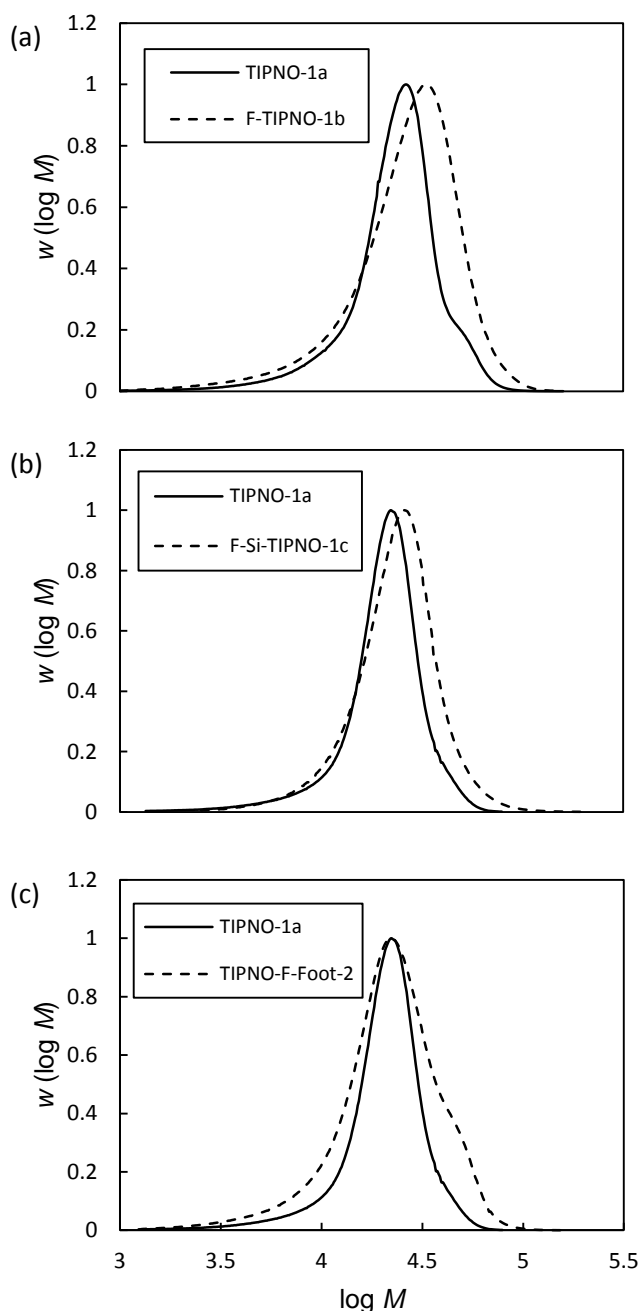 (a)
1.2
1
0.8
0.6
0.4
0.2
0
w (log M)
TIPNO-1a
F-TIPNO-1b
(b)
1.2
1
0.8
0.6
0.4
0.2
0
w (log M)
TIPNO-1a
F-Si-TIPNO-1c
(c)
1.2
1
0.8
0.6
0.4
0.2
0
w (log M)
TIPNO-1a
TIPNO-F-Foot-2
3 3.5 4 4.5 5 5.5
log M